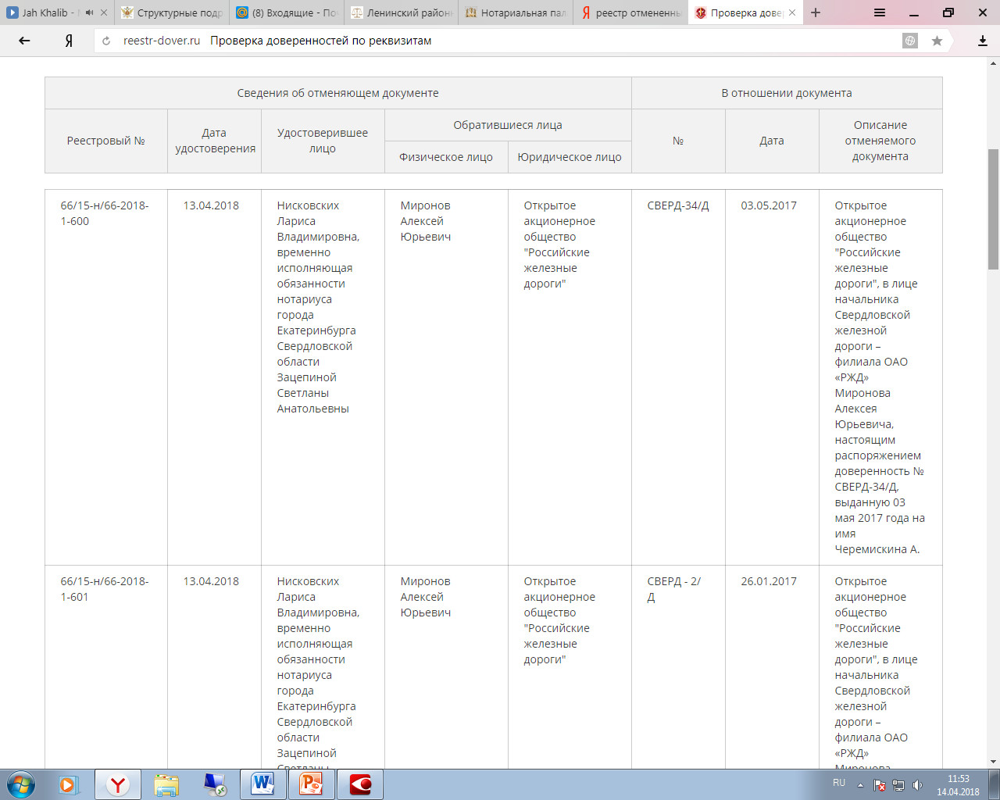 Jah Khalib -
Структурные подр
(8) Входящие - По
Ленинский район
Нотариальная пал
реестр отмененны
Проверка дове
reestr-dover.ru Проверка доверенностей по реквизитам
Сведения об отменяющем документе
В отношении документа
Реестровый №
Дата
удостоверения
Удостоверившее
лицо
Обратившиеся лица
Физическое лицо
Юридическое лицо
№
Дата
Описание
отменяемого
документа
66/15-н/66-2018-
1-600
13.04.2018
Нисковских
Лариса
Владимировна,
временно
исполняющая
обязанности
нотариуса
города
Екатеринбурга
Свердловской
области
Зацепиной
Светланы
Анатольевны
Миронов
Алексей
Юрьевич
Открытое
акционерное
общество
"Российские
железные
дороги"
СВЕРД-34/Д
03.05.2017
Открытое
акционерное
общество
"Российские
железные
дороги", в лице
начальника
Свердловской
железной
дороги –
филиала ОАО
«РЖД»
Миронова
Алексея
Юрьевича,
настоящим
распоряжением
доверенность №
СВЕРД-34/Д,
выданную 03
мая 2017 года на
имя
Черемискина А.
66/15-н/66-2018-
1-601
13.04.2018
Нисковских
Лариса
Владимировна,
временно
исполняющая
обязанности
нотариуса
города
Екатеринбурга
Свердловской
области
Зацепиной
Светланы
Миронов
Алексей
Юрьевич
Открытое
акционерное
общество
"Российские
железные
дороги"
СВЕРД - 2/
Д
26.01.2017
Открытое
акционерное
общество
"Российские
железные
дороги", в лице
начальника
Свердловской
железной
дороги –
филиала ОАО
«РЖД»
Миронова
RU
11:53
14.04.2018